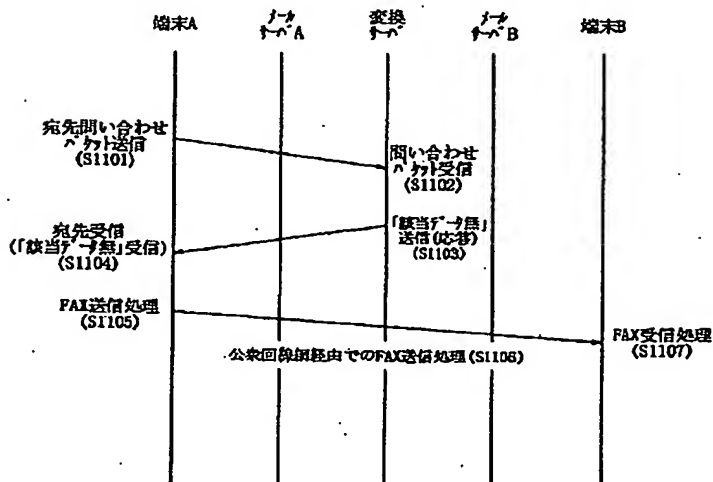 端末A
メール
サーバA
変換
サーバ
メール
サーバB
端末B
宛先問い合わせ
パケット送信
(S1101)
問い合わせ
パケット受信
(S1102)
「該当データ無」
送信(応答)
(S1103)
宛先受信
(「該当データ無」受信)
(S1104)
FAX送信処理
(S1105)
公衆回線網経由でのFAX送信処理(S1106)
FAX受信処理
(S1107)